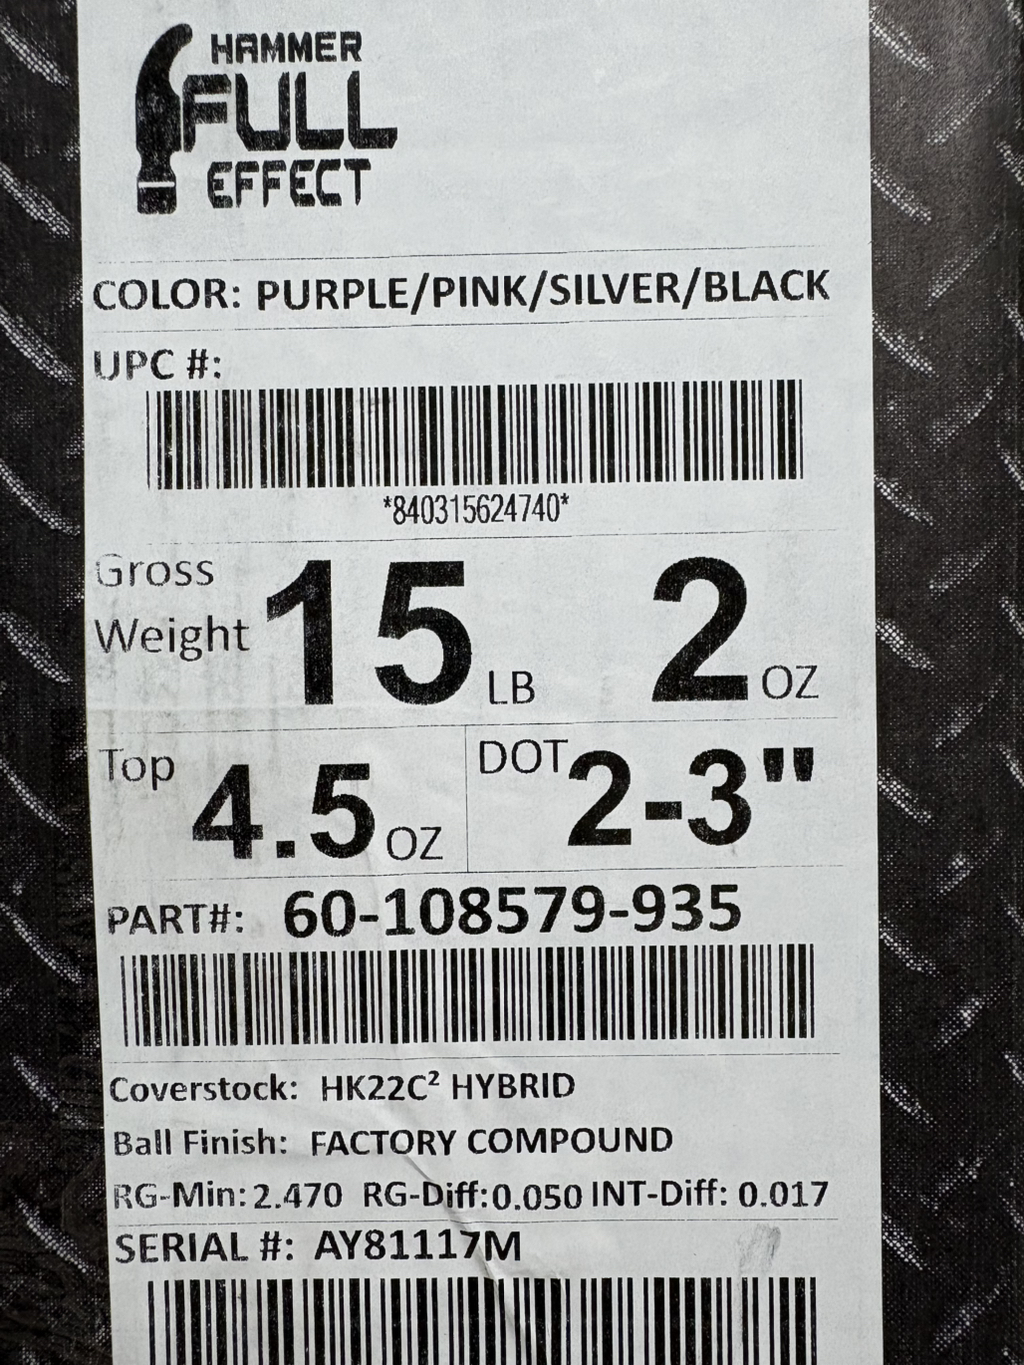 HAMMER
FULL
EFFECT
COLOR: PURPLE/PINK/SILVER/BLACK
UPC #:
*840315624740*
Gross
Weight 15 LB 2 OZ
Top 4.5 OZ DOT 2-3"
PART#: 60-108579-935
Coverstock: HK22C² HYBRID
Ball Finish: FACTORY COMPOUND
RG-Min: 2.470 RG-Diff: 0.050 INT-Diff: 0.017
SERIAL #: AY81117M